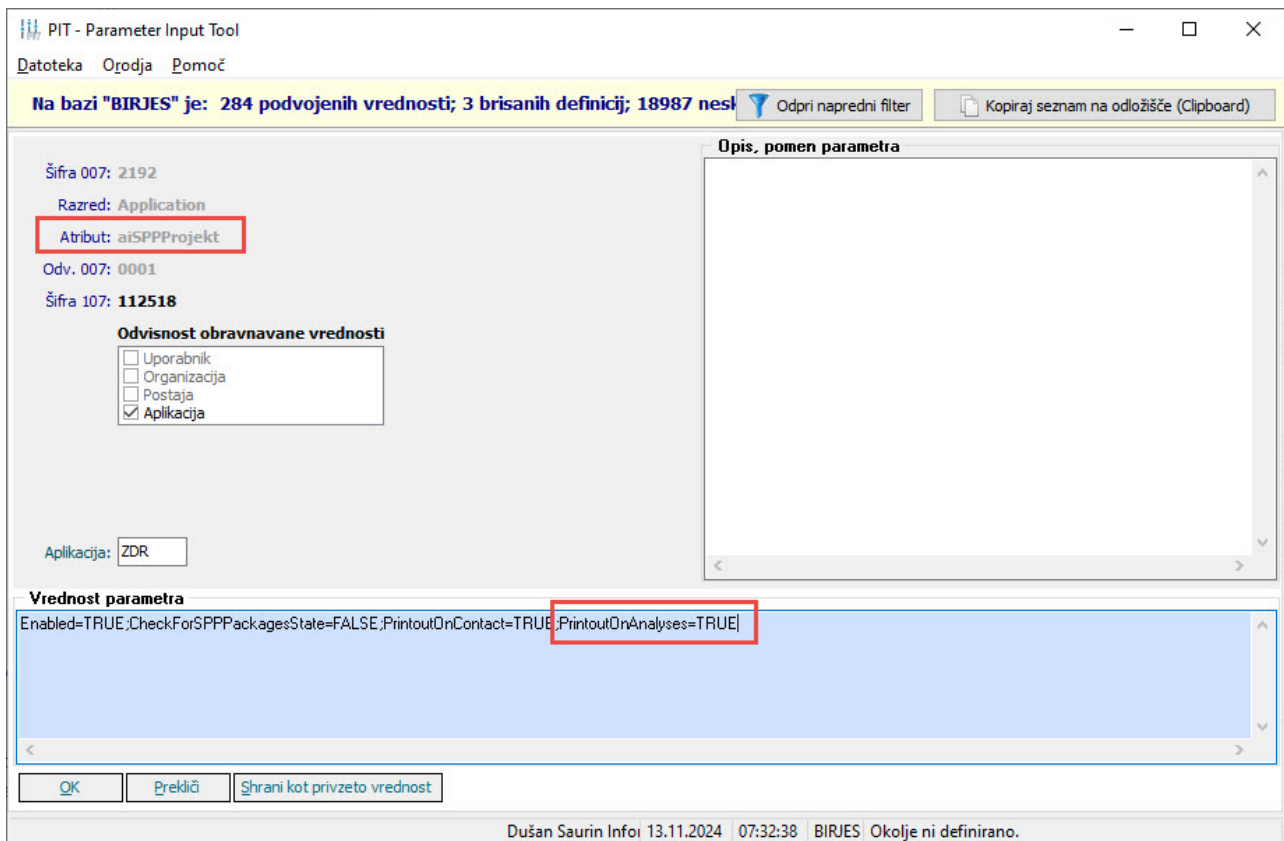 PIT - Parameter Input Tool
Datoteka Orodja Pomoč
Na bazi "BIRJES" je: 284 podvojenih vrednosti; 3 brisanih definicij; 18987 nesk
Odpri napredni filter
Kopiraj seznam na odložišče (Clipboard)
Šifra 007: 2192
Razred: Application
Atribut: aiSPPProjekt
Odv. 007: 0001
Šifra 107: 112518
Odvisnost obravnavane vrednosti
Uporabnik
Organizacija
Postaja
Aplikacija
Aplikacija: ZDR
Opis, pomen parametra
Vrednost parametra
Enabled=TRUE;CheckForSPPPackagesState=FALSE;PrintoutOnContact=TRUE;PrintoutOnAnalyses=TRUE
OK Prekliči Shrani kot privzeto vrednost
Dušan Saurin Infor 13.11.2024 07:32:38 BIRJES Okolje ni definirano.